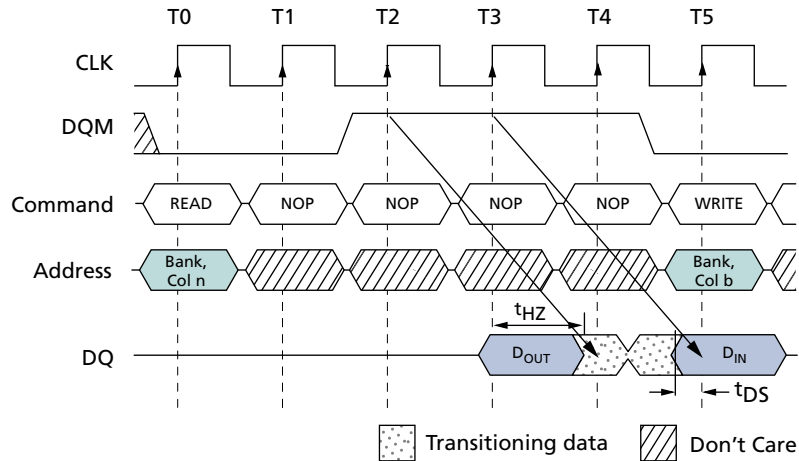 T0 T1 T2 T3 T4 T5
CLK
DQM
Command READ NOP NOP NOP NOP WRITE
Address Bank, Col n Bank, Col b
tHZ
DQ DOUT DIN
tDS
Transitioning data Don't Care